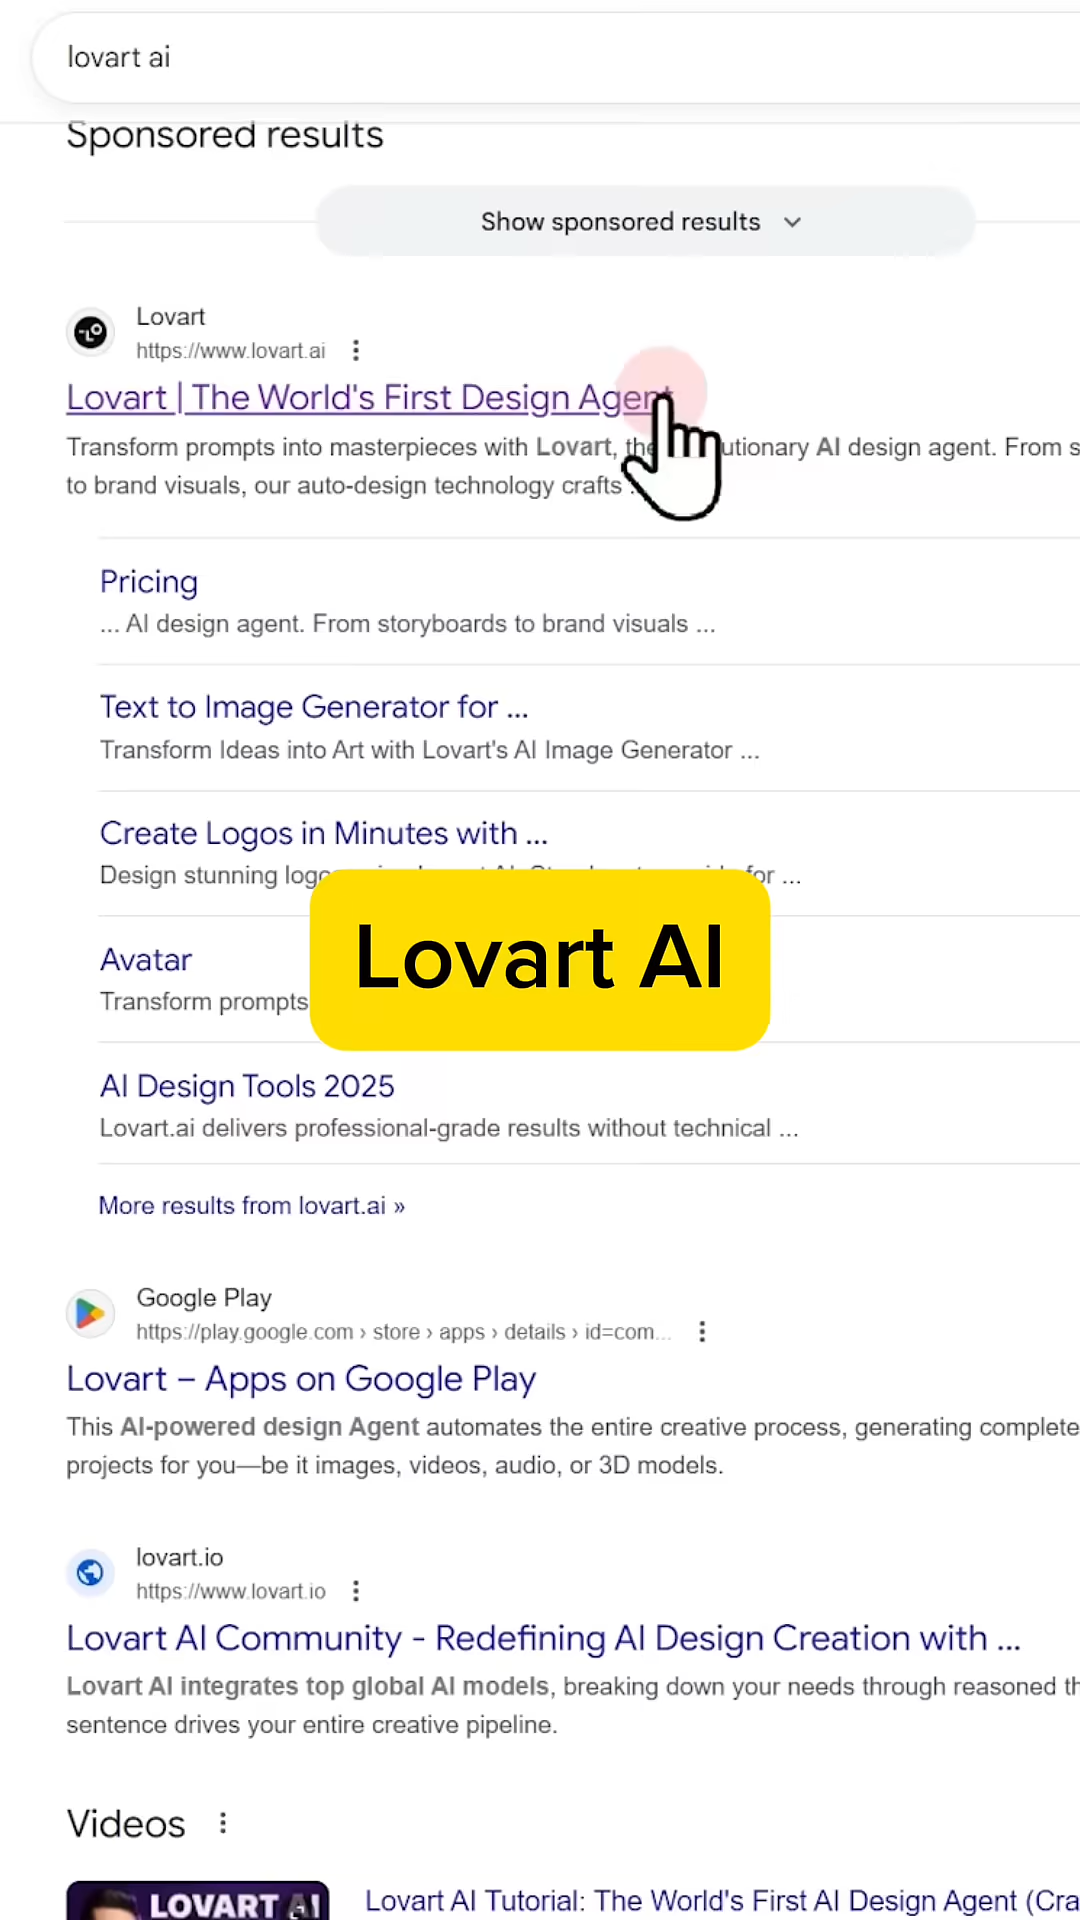 lovart ai
Sponsored results
Show sponsored results
Lovart
https://www.lovart.ai
Lovart | The World's First Design Agent
Transform prompts into masterpieces with Lovart, the utionary AI design agent. From s
to brand visuals, our auto-design technology crafts
Pricing
... AI design agent. From storyboards to brand visuals ...
Text to Image Generator for ...
Transform Ideas into Art with Lovart's AI Image Generator ...
Create Logos in Minutes with ...
Design stunning for ...
Lovart AI
Avatar
Transform prompts
AI Design Tools 2025
Lovart.ai delivers professional-grade results without technical ...
More results from lovart.ai »
Google Play
https://play.google.com › store › apps › details › id=com...
Lovart – Apps on Google Play
This AI-powered design Agent automates the entire creative process, generating complete
projects for you—be it images, videos, audio, or 3D models.
lovart.io
https://www.lovart.io
Lovart AI Community - Redefining AI Design Creation with ...
Lovart AI integrates top global AI models, breaking down your needs through reasoned th
sentence drives your entire creative pipeline.
Videos
LOVART AI
Lovart AI Tutorial: The World's First AI Design Agent (Cra